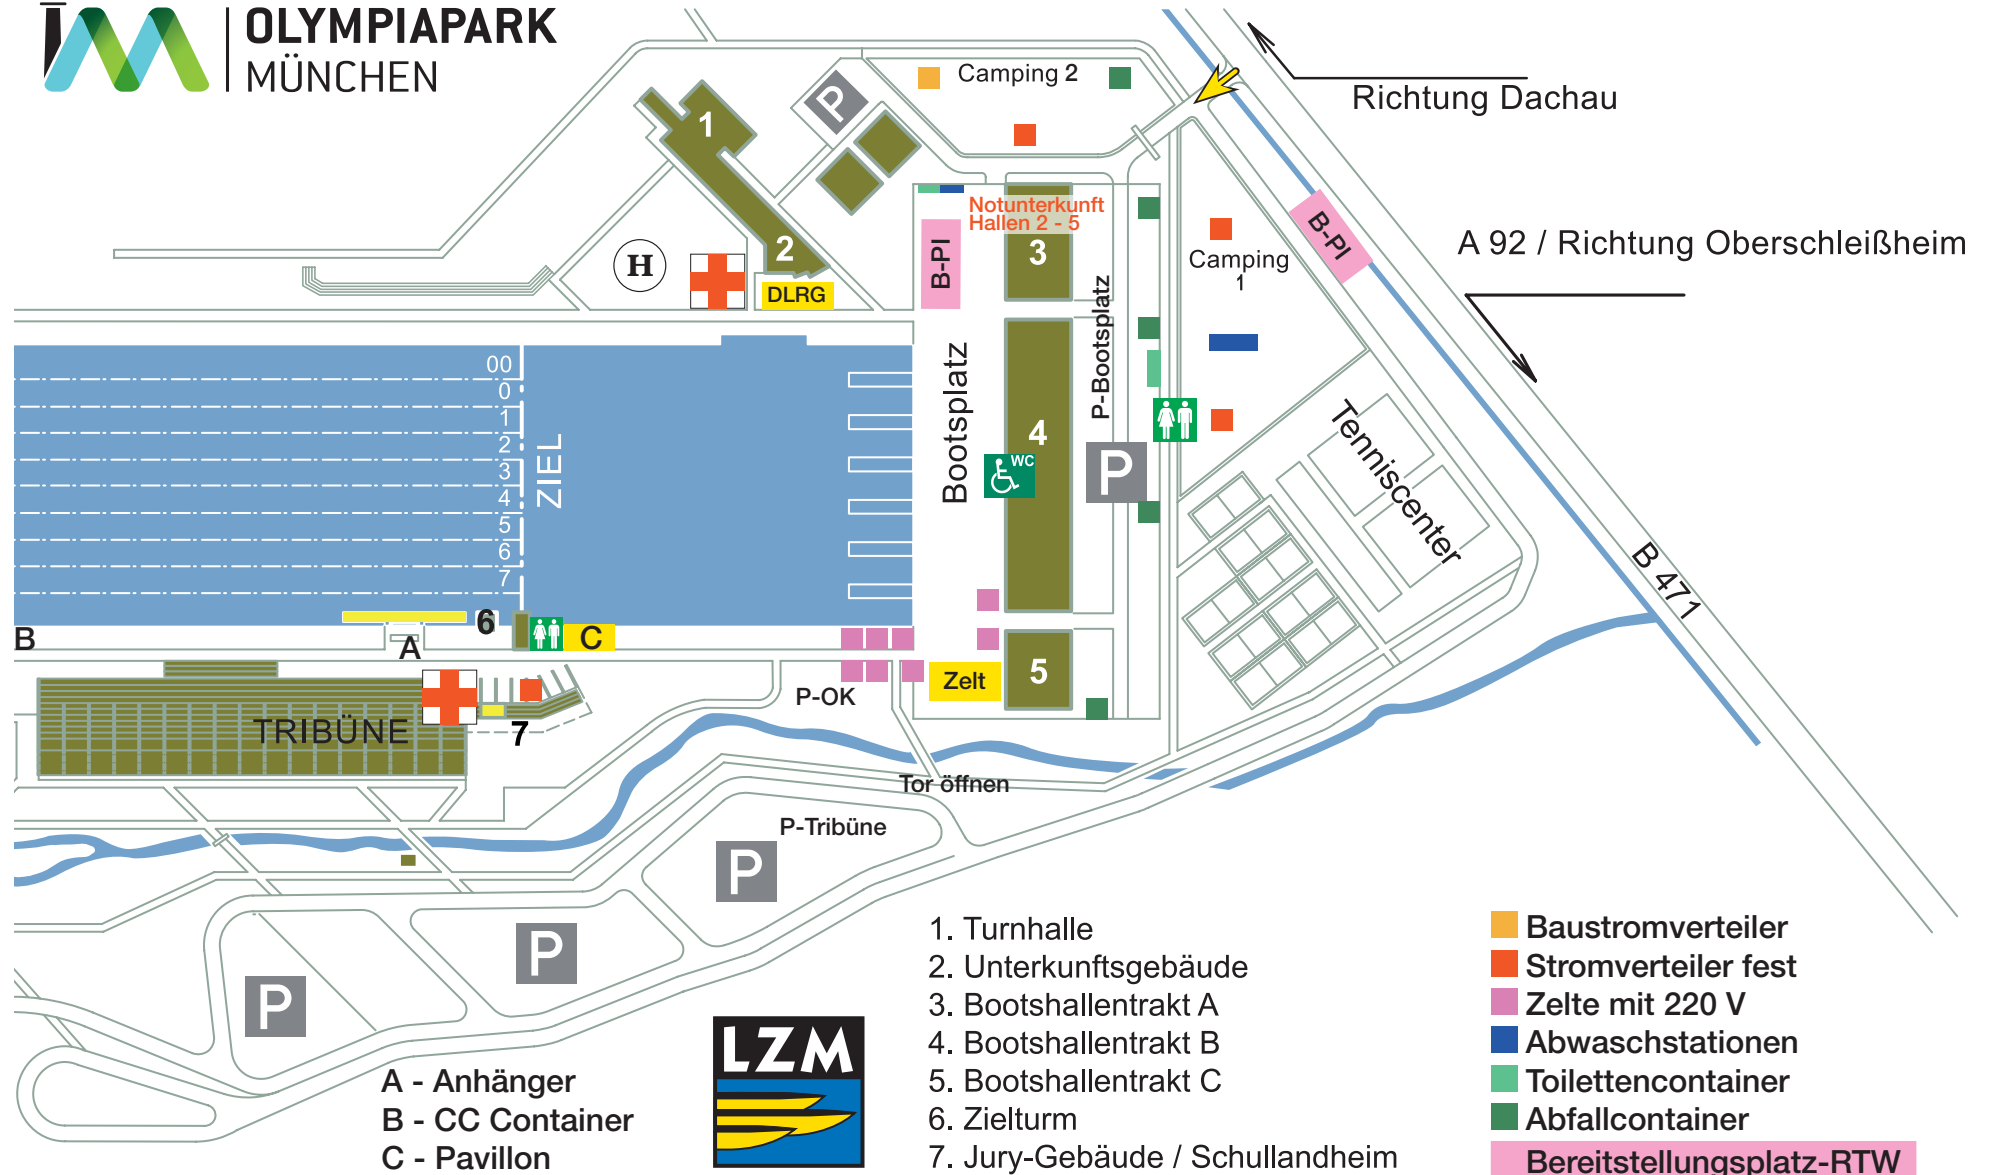 OLYMPIAPARK
MÜNCHEN
Camping 2
Richtung Dachau
A 92 / Richtung Oberschleißheim
B 471
P
1
2
H
DLRG
Notunterkunft
Hallen 2 - 5
B-PI
3
P-Bootsplatz
Camping
1
B-PI
Bootsplatz
4
WC
P
Tenniscenter
00
0
1
2
3
4
5
6
7
ZIEL
B
A
6
C
Zelt
5
P-OK
TRIBÜNE
7
Tor öffnen
P-Tribüne
P
P
P
A - Anhänger
B - CC Container
C - Pavillon
LZM
1. Turnhalle
2. Unterkunftsgebäude
3. Bootshallentrakt A
4. Bootshallentrakt B
5. Bootshallentrakt C
6. Zielturm
7. Jury-Gebäude / Schullandheim
Baustromverteiler
Stromverteiler fest
Zelte mit 220 V
Abwaschstationen
Toilettencontainer
Abfallcontainer
Bereitstellungsplatz-RTW